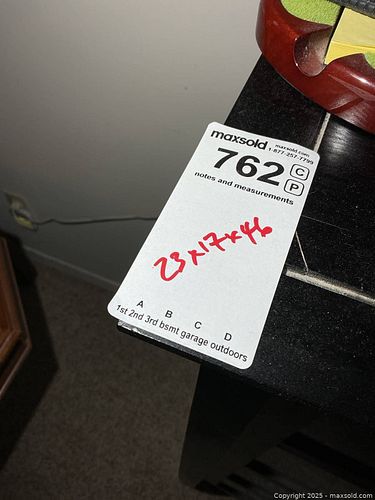 maxsold maxsold.com
1-877-257-7799
762 C
P
notes and measurements
23x17x46
A B C D
1st 2nd 3rd bsmt garage outdoors
Copyright 2025 - maxsold.com